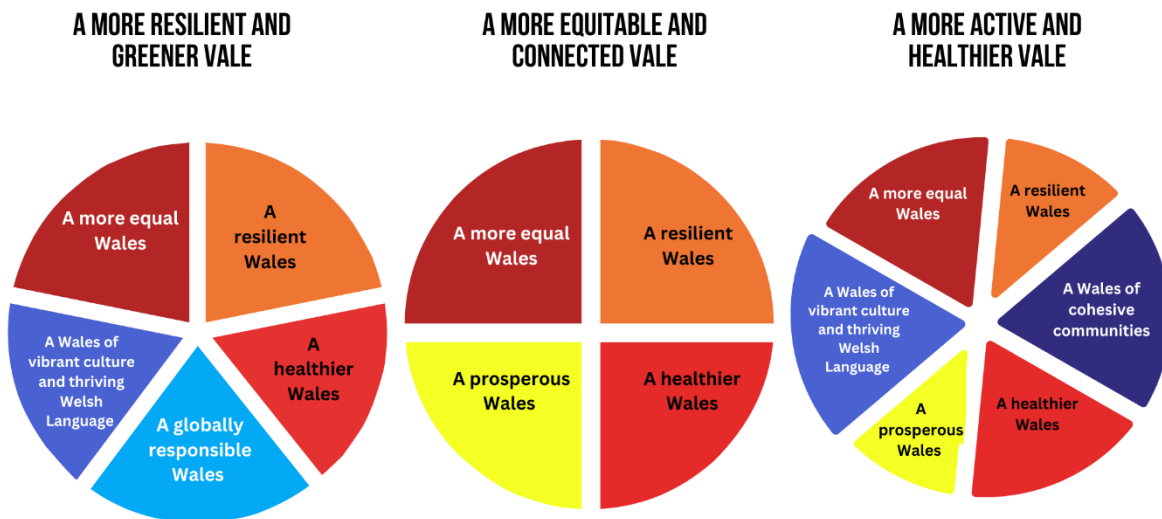 A MORE RESILIENT AND
GREENER VALE
A more equal
Wales
A
resilient
Wales
A Wales of
vibrant culture
and thriving
Welsh
Language
A
healthier
Wales
A globally
responsible
Wales
A MORE EQUITABLE AND
CONNECTED VALE
A more equal
Wales
A resilient
Wales
A prosperous
Wales
A healthier
Wales
A MORE ACTIVE AND
HEALTHIER VALE
A more equal
Wales
A resilient
Wales
A Wales of
vibrant culture
and thriving
Welsh
Language
A Wales of
cohesive
communities
A
prosperous
Wales
A healthier
Wales